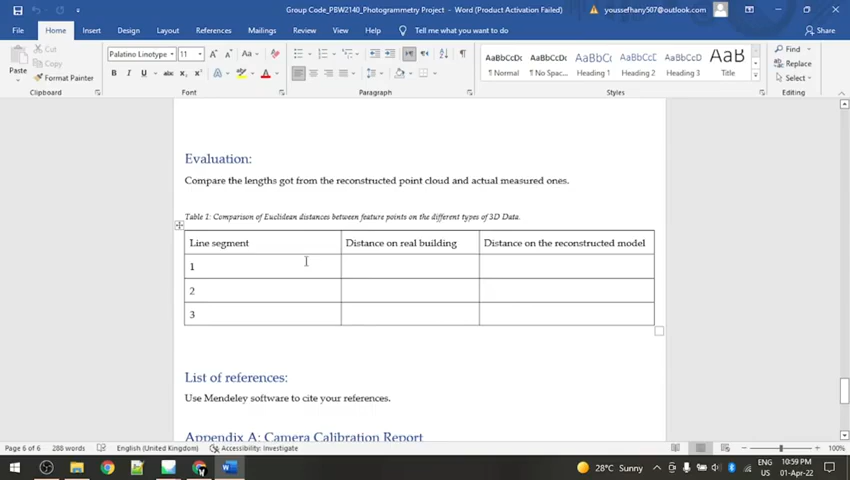 Group Code_PBW2140_Photogrammetry Project - Word (Product Activation Failed)
youssefhany507@outlook.com
File Home Insert Draw Design Layout References Mailings Review View Help Tell me what you want to do Share
Paste
Cut
Copy
Format Painter
Clipboard
Palatino Linotype 11
Font
Paragraph
AaBbCcDc AaBbCcDc AaBbC AaBbCcD AaBbCcD AaB
¶ Normal ¶ No Spac... Heading 1 Heading 2 Heading 3 Title
Styles
Find
Replace
Select
Editing
Evaluation:
Compare the lengths got from the reconstructed point cloud and actual measured ones.
Table 1: Comparison of Euclidean distances between feature points on the different types of 3D Data.
Line segment Distance on real building Distance on the reconstructed model
1
2
3
List of references:
Use Mendeley software to cite your references.
Appendix A: Camera Calibration Report
Page 6 of 6 288 words English (United Kingdom) Accessibility: Investigate 100%
28°C Sunny
ENG
US
10:59 PM
01-Apr-22